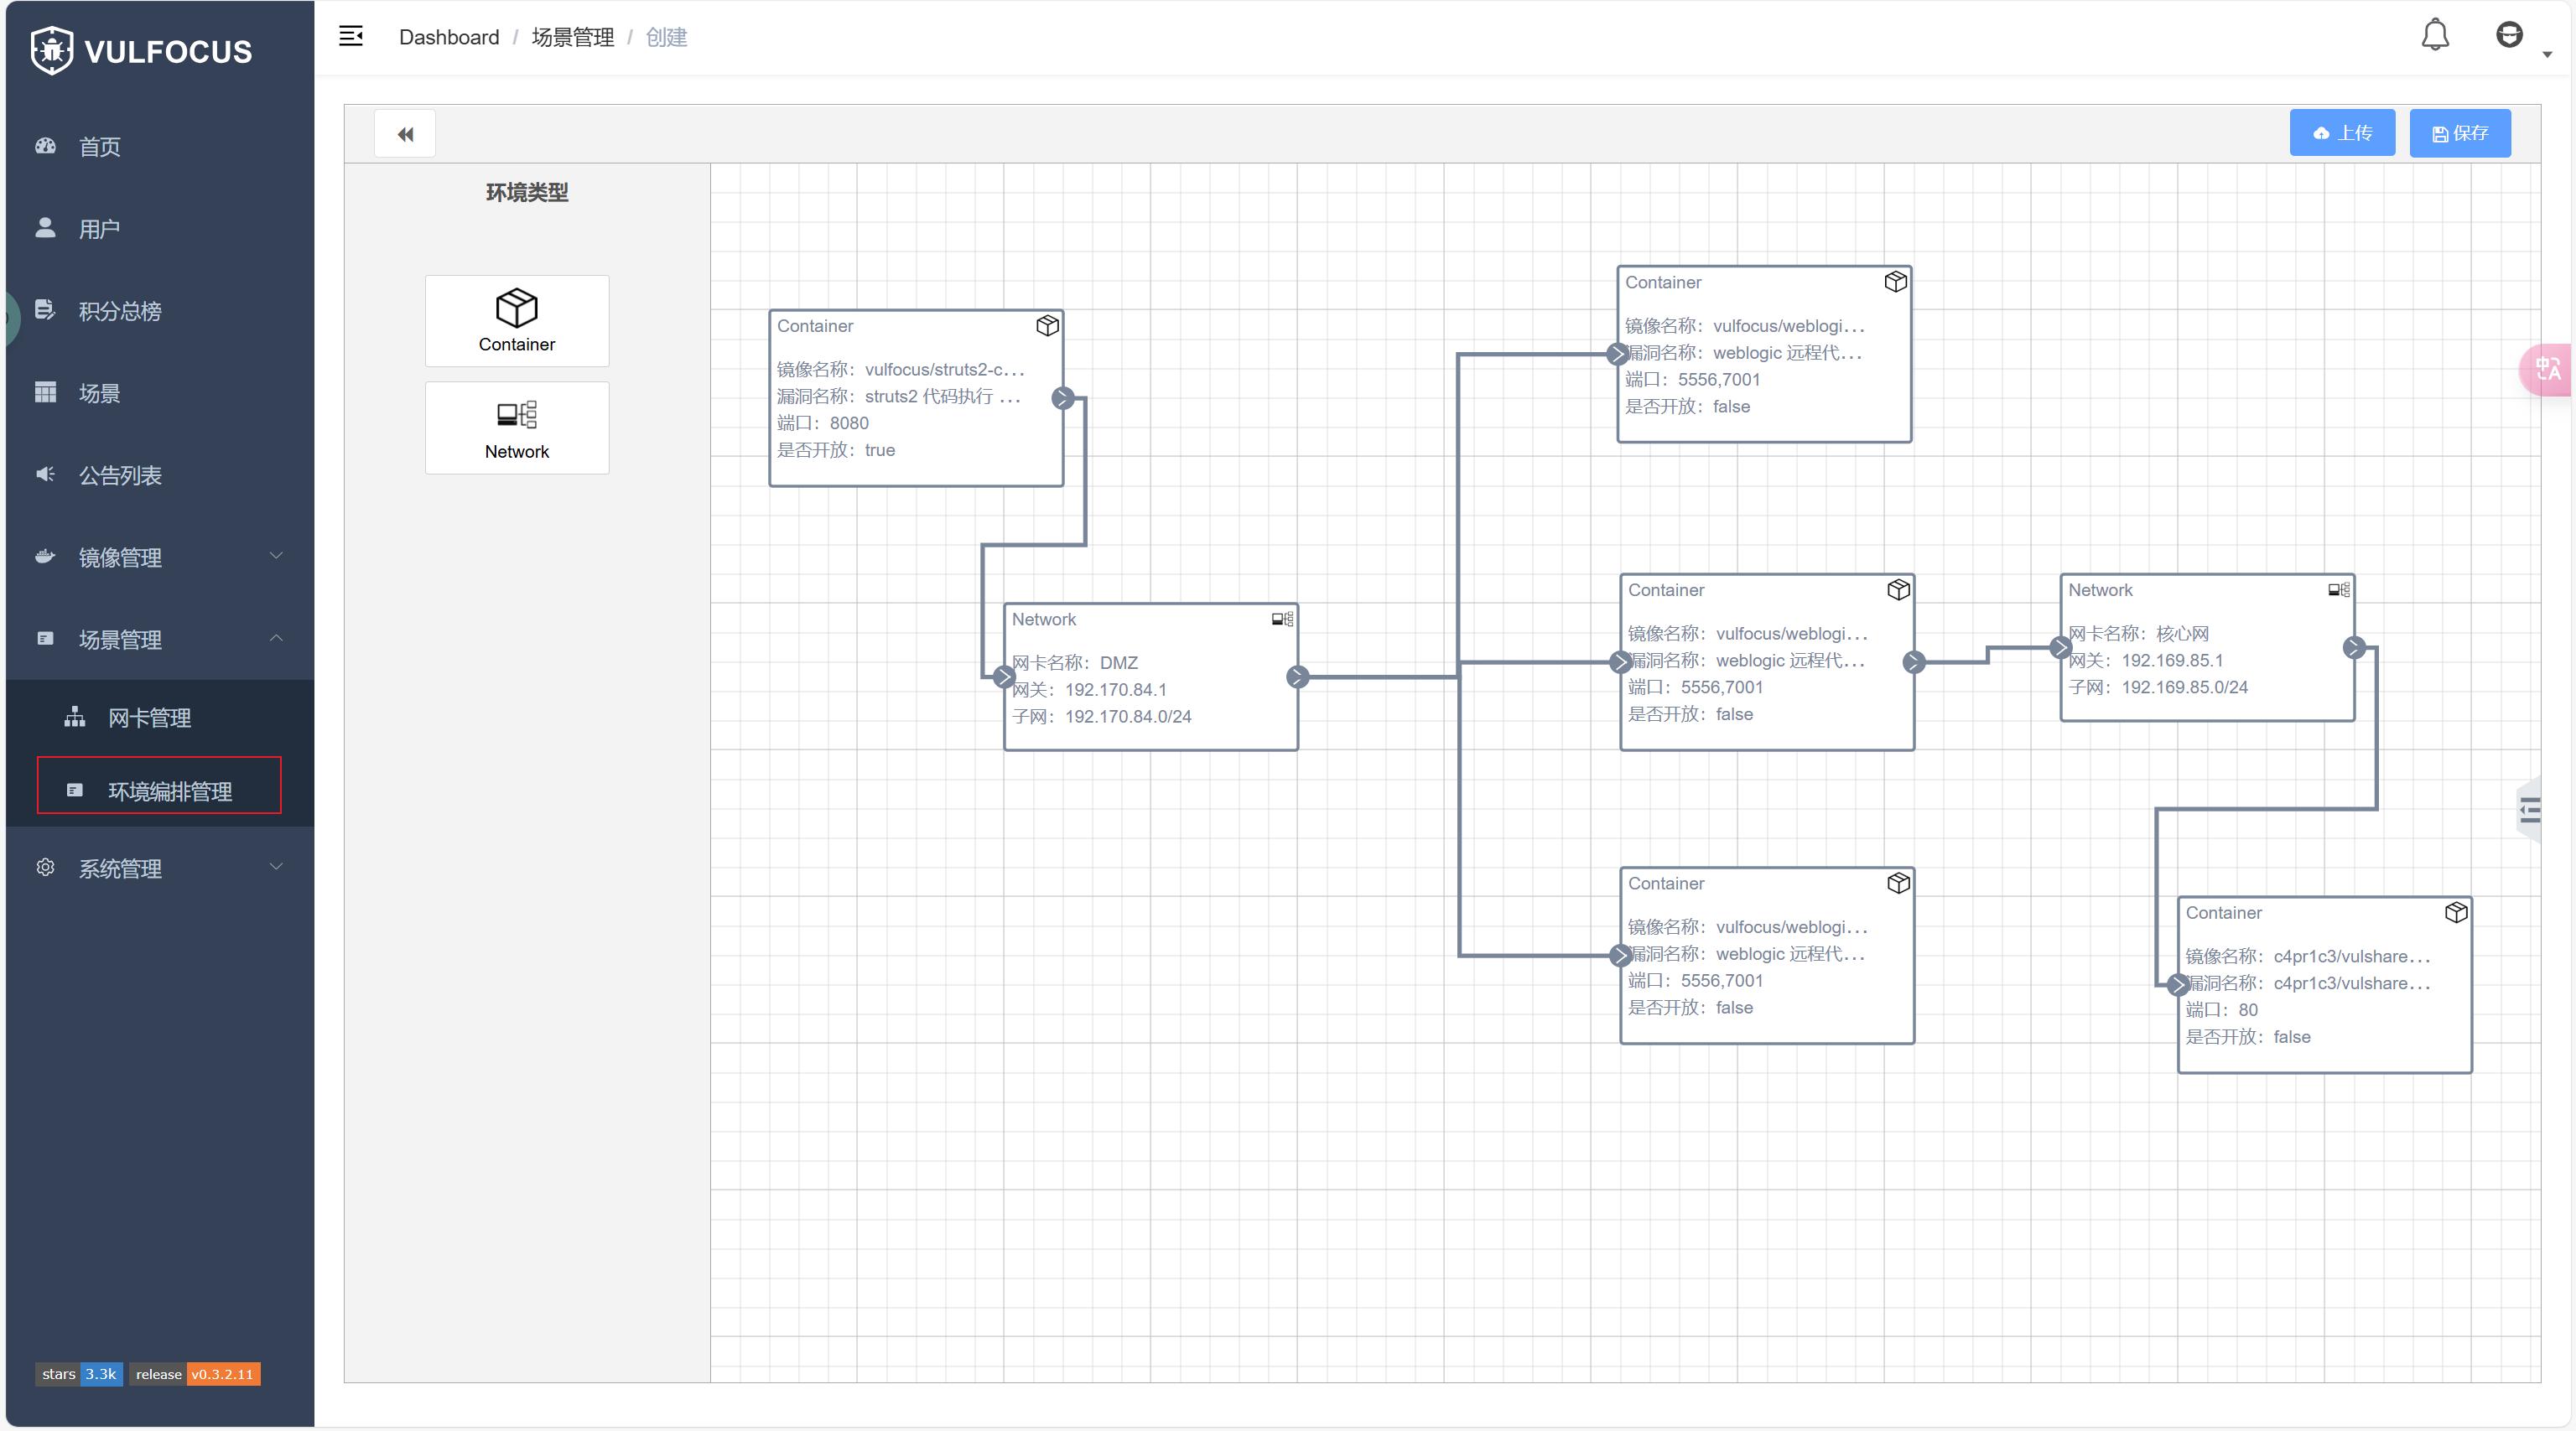 VULFOCUS
Dashboard / 场景管理 / 创建
首页
用户
积分总榜
场景
公告列表
镜像管理
场景管理
网卡管理
环境编排管理
系统管理
stars 3.3k release v0.3.2.11
上传 保存
环境类型
Container
Network
Container
镜像名称：vulfocus/struts2-c...
漏洞名称：struts2 代码执行 ...
端口：8080
是否开放：true
Network
网卡名称：DMZ
网关：192.170.84.1
子网：192.170.84.0/24
Container
镜像名称：vulfocus/weblogi...
漏洞名称：weblogic 远程代...
端口：5556,7001
是否开放：false
Container
镜像名称：vulfocus/weblogi...
漏洞名称：weblogic 远程代...
端口：5556,7001
是否开放：false
Container
镜像名称：vulfocus/weblogi...
漏洞名称：weblogic 远程代...
端口：5556,7001
是否开放：false
Network
网卡名称：核心网
网关：192.169.85.1
子网：192.169.85.0/24
Container
镜像名称：c4pr1c3/vulshare...
漏洞名称：c4pr1c3/vulshare...
端口：80
是否开放：false
中A